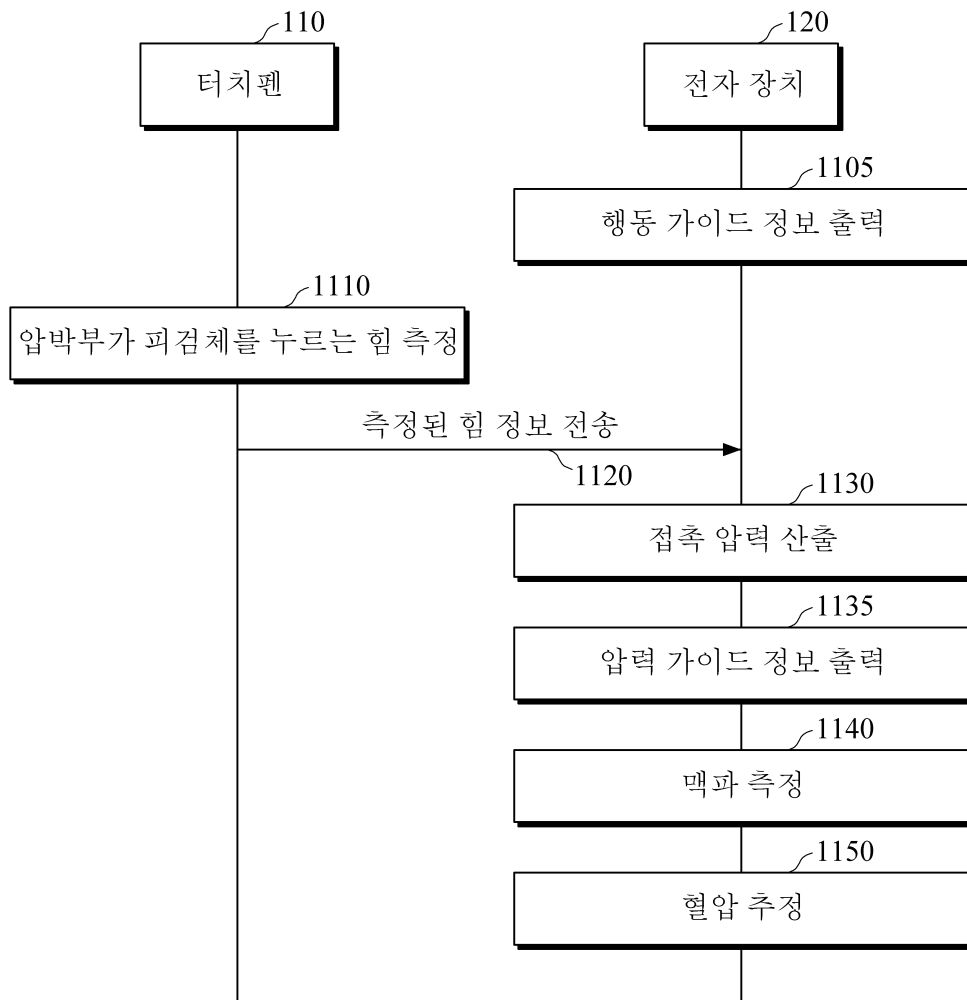 110
터치펜
120
전자 장치
1105
행동 가이드 정보 출력
1110
압박부가 피검체를 누르는 힘 측정
측정된 힘 정보 전송
1120
1130
접촉 압력 산출
1135
압력 가이드 정보 출력
1140
맥파 측정
1150
혈압 추정